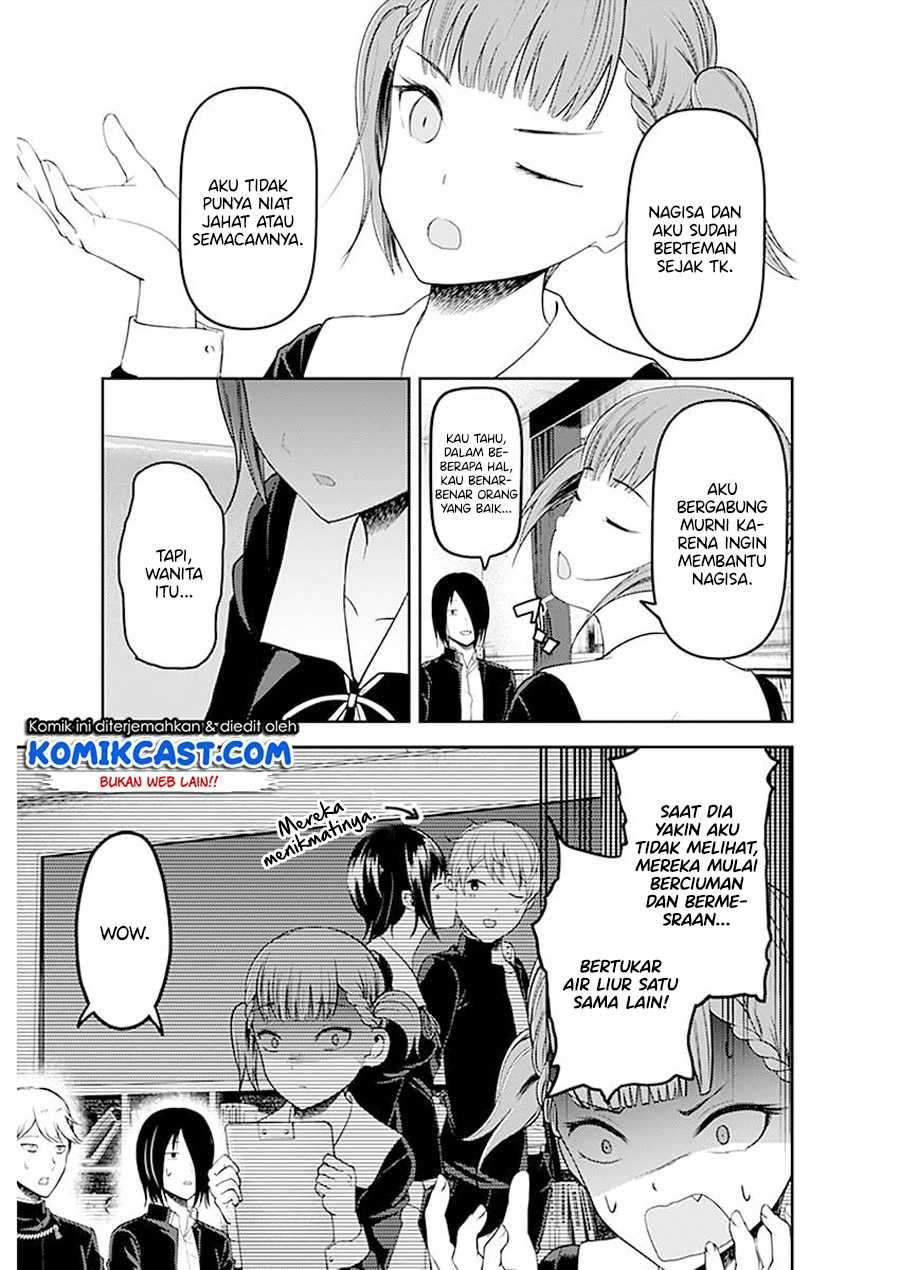 NAGISA DAN
AKU SUDAH
BERTEMAN
SEJAK TK.
AKU TIDAK
PUNYA NIAT
JAHAT ATAU
SEMACAMNYA.
AKU
BERGABUNG
MURNI KA-
RENA INGIN
MEMBANTU
NAGISA.
KAU TAHU,
DALAM BE-
BERAPA HAL,
KAU BENAR-
BENAR ORANG
YANG BAIK...
TAPI,
WANITA
ITU...
Komik ini diterjemahkan & diedit oleh
KOMIKCAST.COM
BUKAN WEB LAIN!!
SAAT DIA
YAKIN AKU
TIDAK MELIHAT,
MEREKA MULAI
BERCIUMAN
DAN BERME-
SRAAN...
BERTUKAR
AIR LIUR SATU
SAMA LAIN!
Mereka
menikmatinya.
WOW.